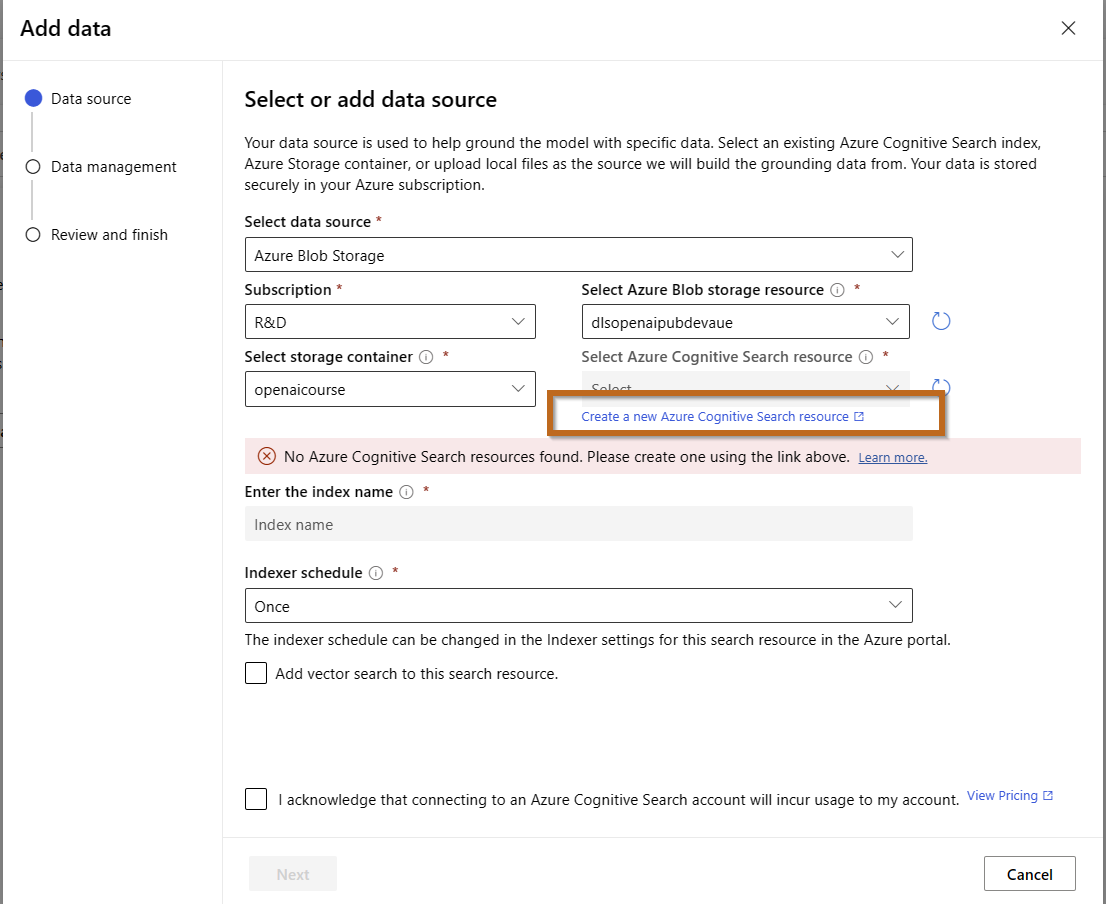 Add data
Data source
Data management
Review and finish
Select or add data source
Your data source is used to help ground the model with specific data. Select an existing Azure Cognitive Search index,
Azure Storage container, or upload local files as the source we will build the grounding data from. Your data is stored
securely in your Azure subscription.
Select data source *
Azure Blob Storage
Subscription *
Select Azure Blob storage resource *
R&D
dlsopenaipubdevaue
Select storage container *
Select Azure Cognitive Search resource *
openaicourse
Select
Create a new Azure Cognitive Search resource
No Azure Cognitive Search resources found. Please create one using the link above. Learn more.
Enter the index name *
Index name
Indexer schedule *
Once
The indexer schedule can be changed in the Indexer settings for this search resource in the Azure portal.
Add vector search to this search resource.
I acknowledge that connecting to an Azure Cognitive Search account will incur usage to my account. View Pricing
Next
Cancel